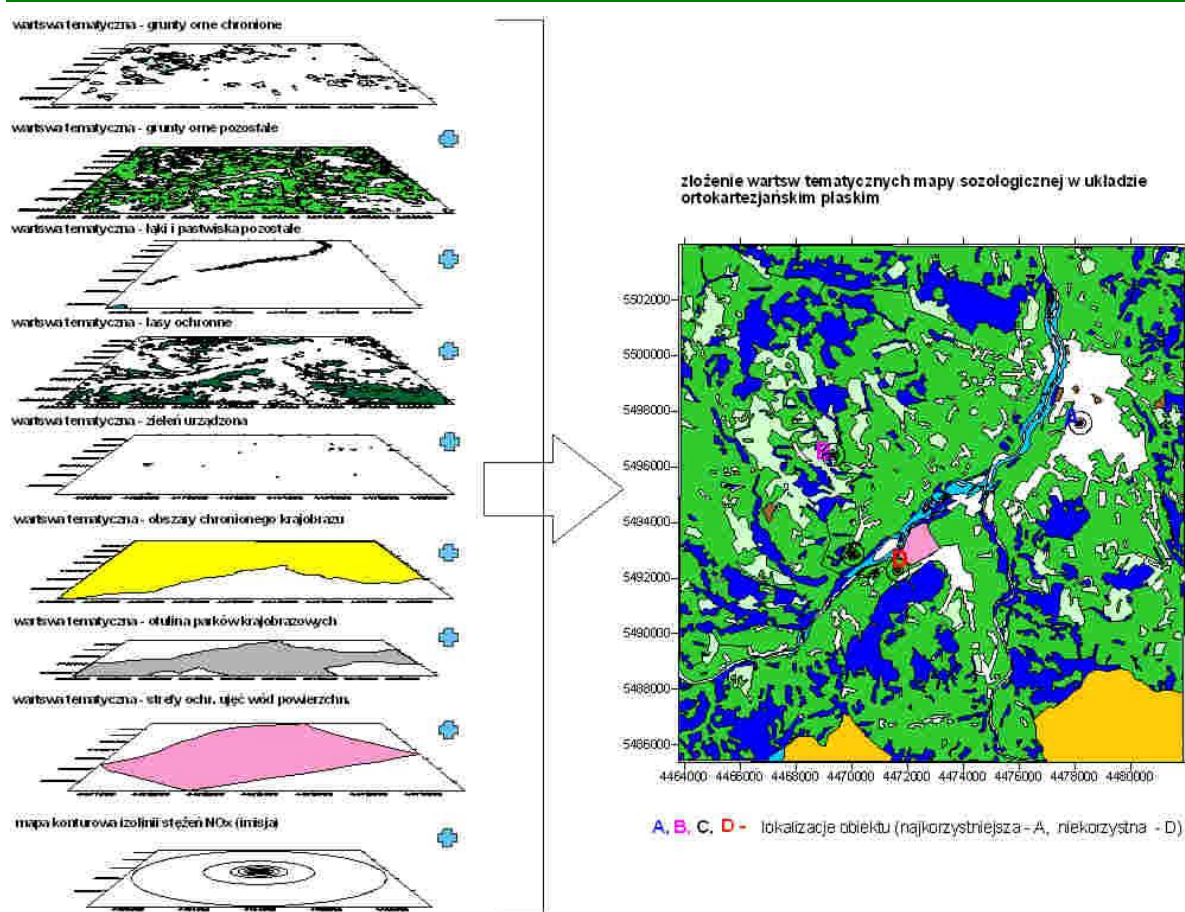 wartswa tematyczna - grunty orne chronione
wartswa tematyczna - grunty orne pozostałe
wartswa tematyczna - łąki i pastwiska pozostałe
wartswa tematyczna - lasy ochronne
wartswa tematyczna - zieleń urządzona
wartswa tematyczna - obszary chronionego krajobrazu
wartswa tematyczna - otulina parków krajobrazowych
wartswa tematyczna - strefy ochr. ujęć wód powierzchn.
mapa konturowa izolinii stężeń NOx (imisja)
złożenie wartsw tematycznych mapy sozologicznej w układzie
ortokartezjańskim płaskim
5502000
5500000
5498000
A
5496000
B
5494000
D
5492000
5490000
5488000
5486000
4464000 4466000 4468000 4470000 4472000 4474000 4476000 4478000 4480000
A, B, C, D - lokalizacje obiektu (najkorzystniejsza - A, niekorzystna - D)